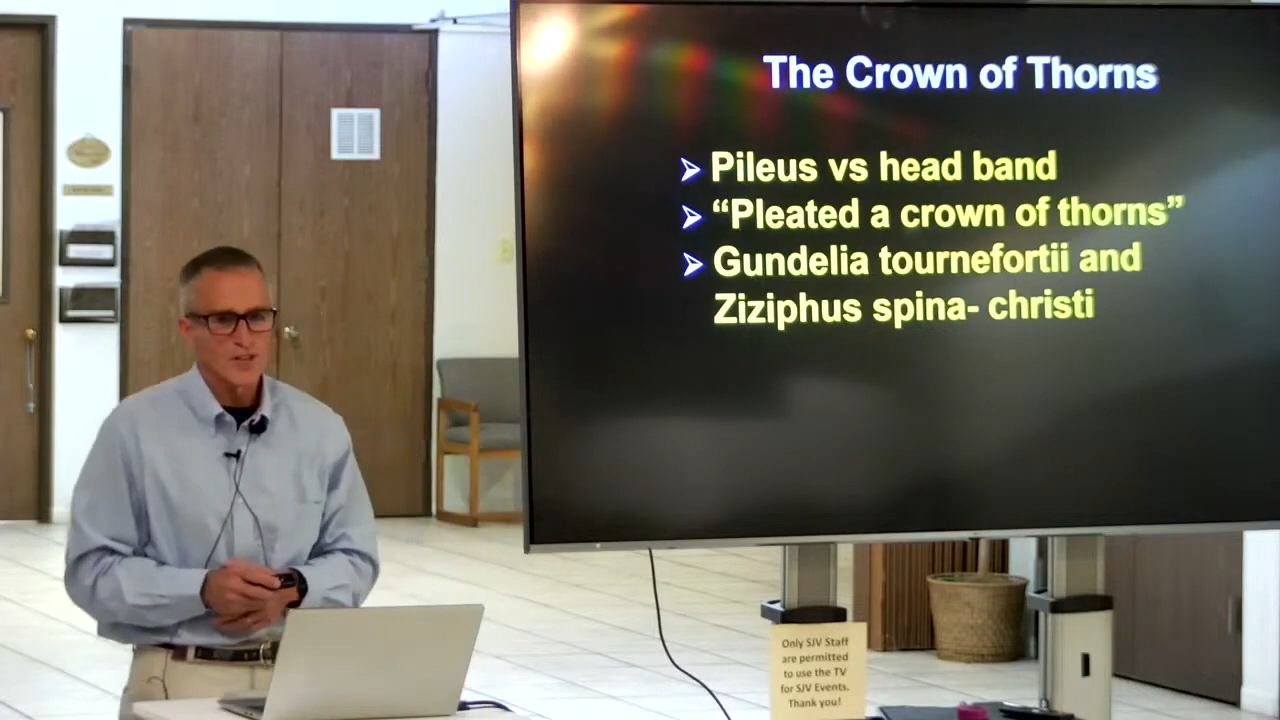 The Crown of Thorns
Pileus vs head band
“Pleated a crown of thorns”
Gundelia tournefortii and
Ziziphus spina- christi
Only SJV Staff
are permitted
to use the TV
for SJV Events.
Thank you!